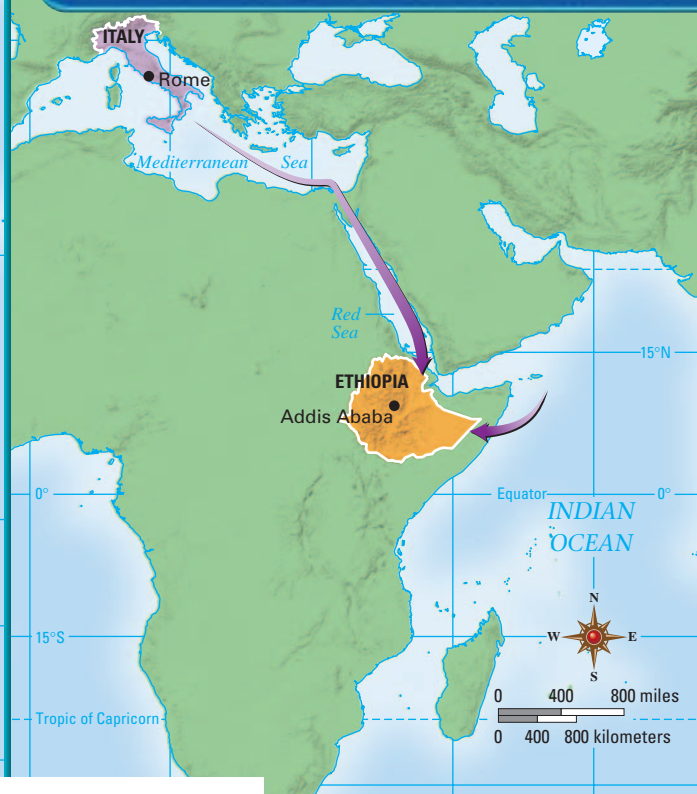 ITALY
Rome
Mediterranean Sea
Red
Sea
15°N
ETHIOPIA
Addis Ababa
0°
Equator
0°
INDIAN
OCEAN
N
15°S
W
E
S
0 400 800 miles
Tropic of Capricorn
0 400 800 kilometers